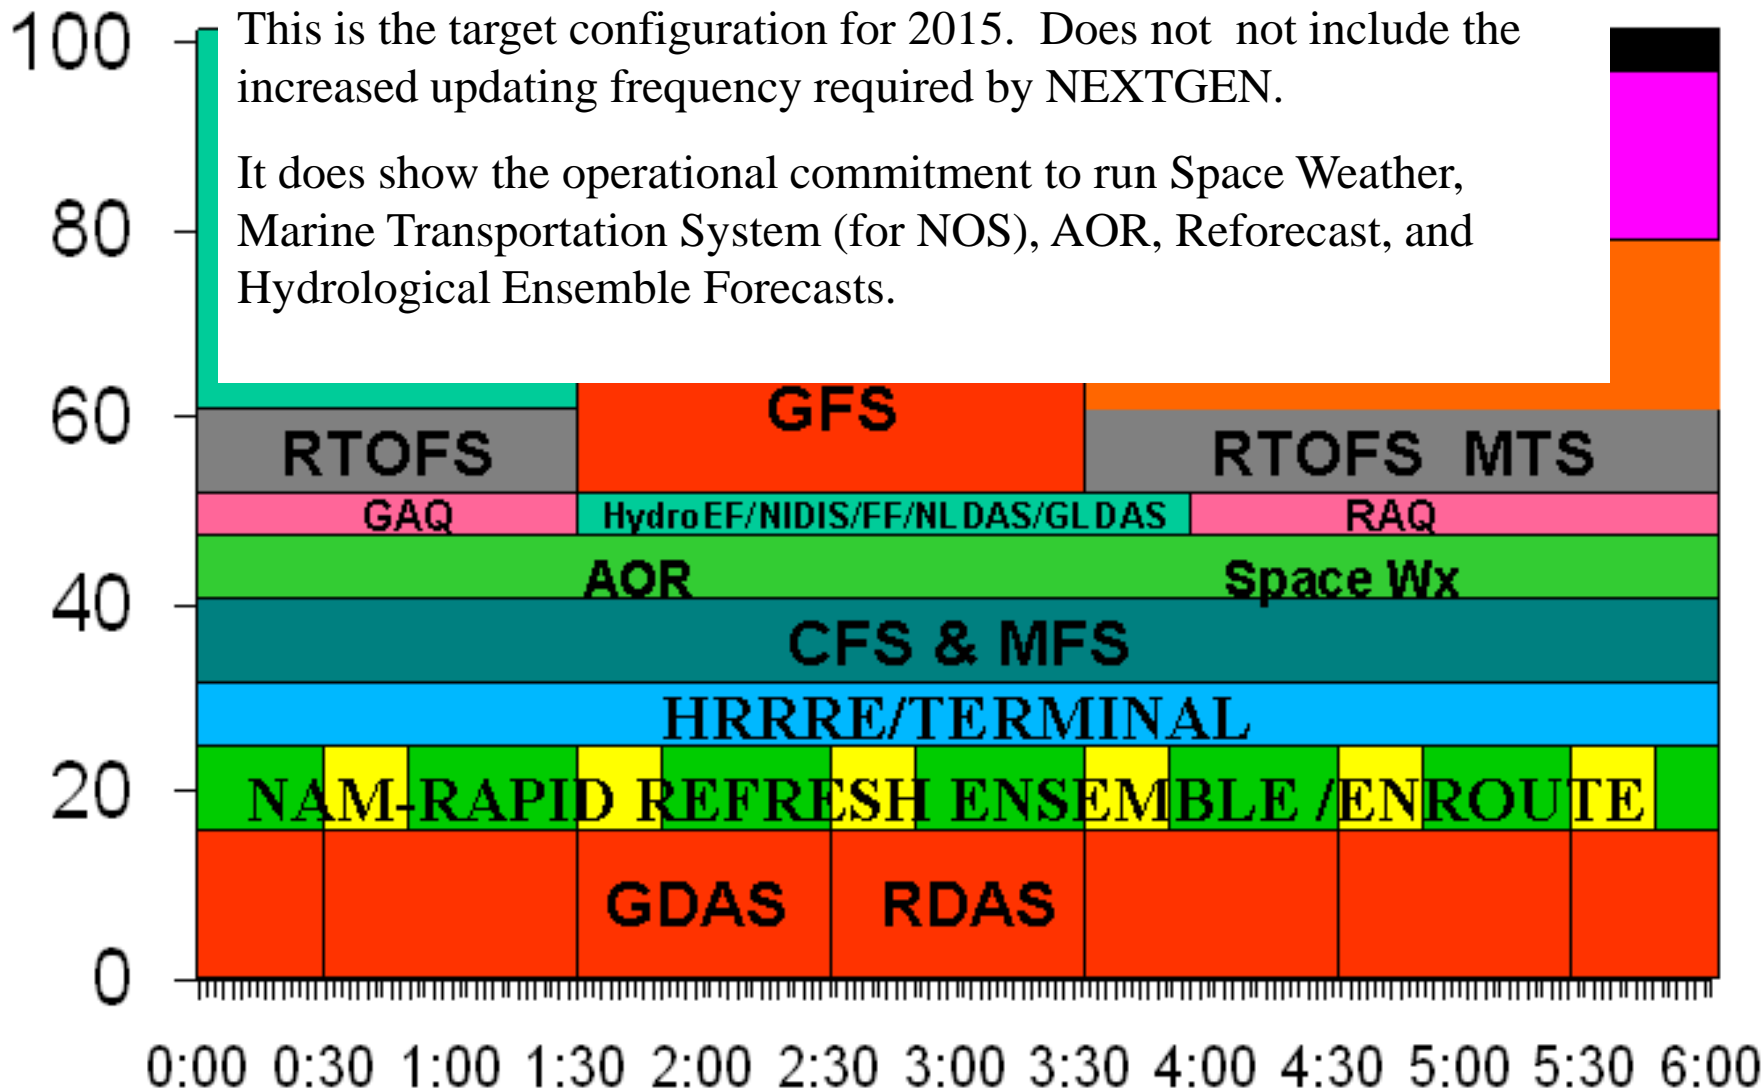 This is the target configuration for 2015.  Does not  not include the
increased updating frequency required by NEXTGEN.
It does show the operational commitment to run Space Weather,
Marine Transportation System (for NOS), AOR, Reforecast, and
Hydrological Ensemble Forecasts.
100
80
60
40
20
0
GFS
RTOFS
RTOFS  MTS
GAQ
HydroEF/NIDIS/FF/NLDAS/GLDAS
RAQ
AOR
Space Wx
CFS & MFS
HRRRE/TERMINAL
NAM-RAPID REFRESH ENSEMBLE /ENROUTE
GDAS
RDAS
0:00 0:30 1:00 1:30 2:00 2:30 3:00 3:30 4:00 4:30 5:00 5:30 6:00